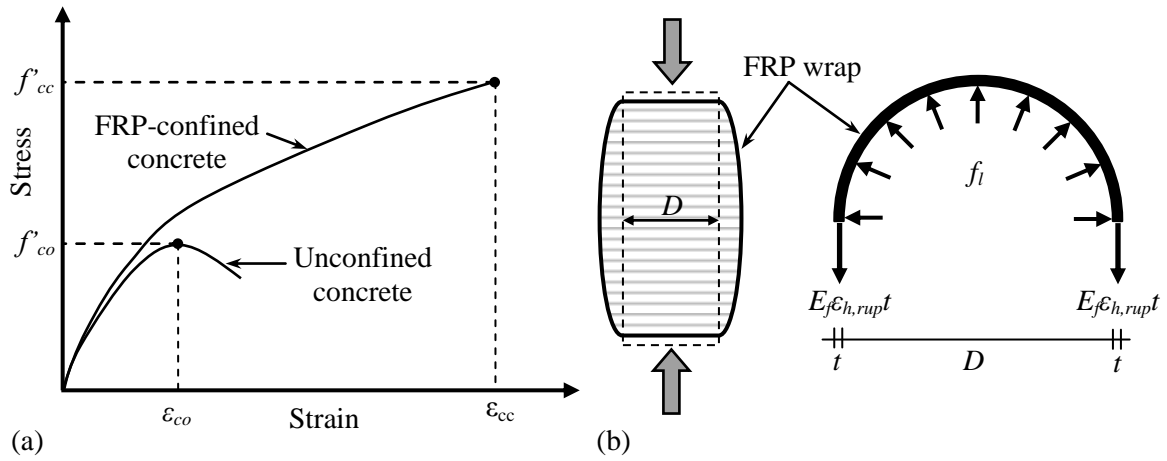 f'cc
FRP-confined
concrete
Stress
f'co
Unconfined
concrete
εco
Strain
εcc
(a)
FRP wrap
D
fl
Efεh,rupt
Efεh,rupt
t
D
t
(b)